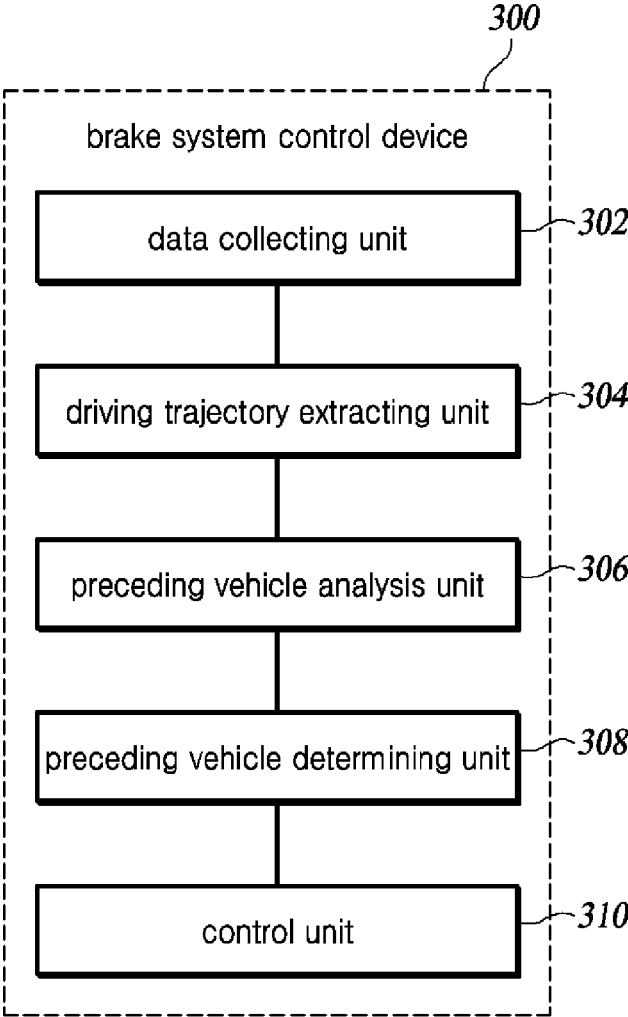 300
brake system control device
data collecting unit
302
driving trajectory extracting unit
304
preceding vehicle analysis unit
306
preceding vehicle determining unit
308
control unit
310